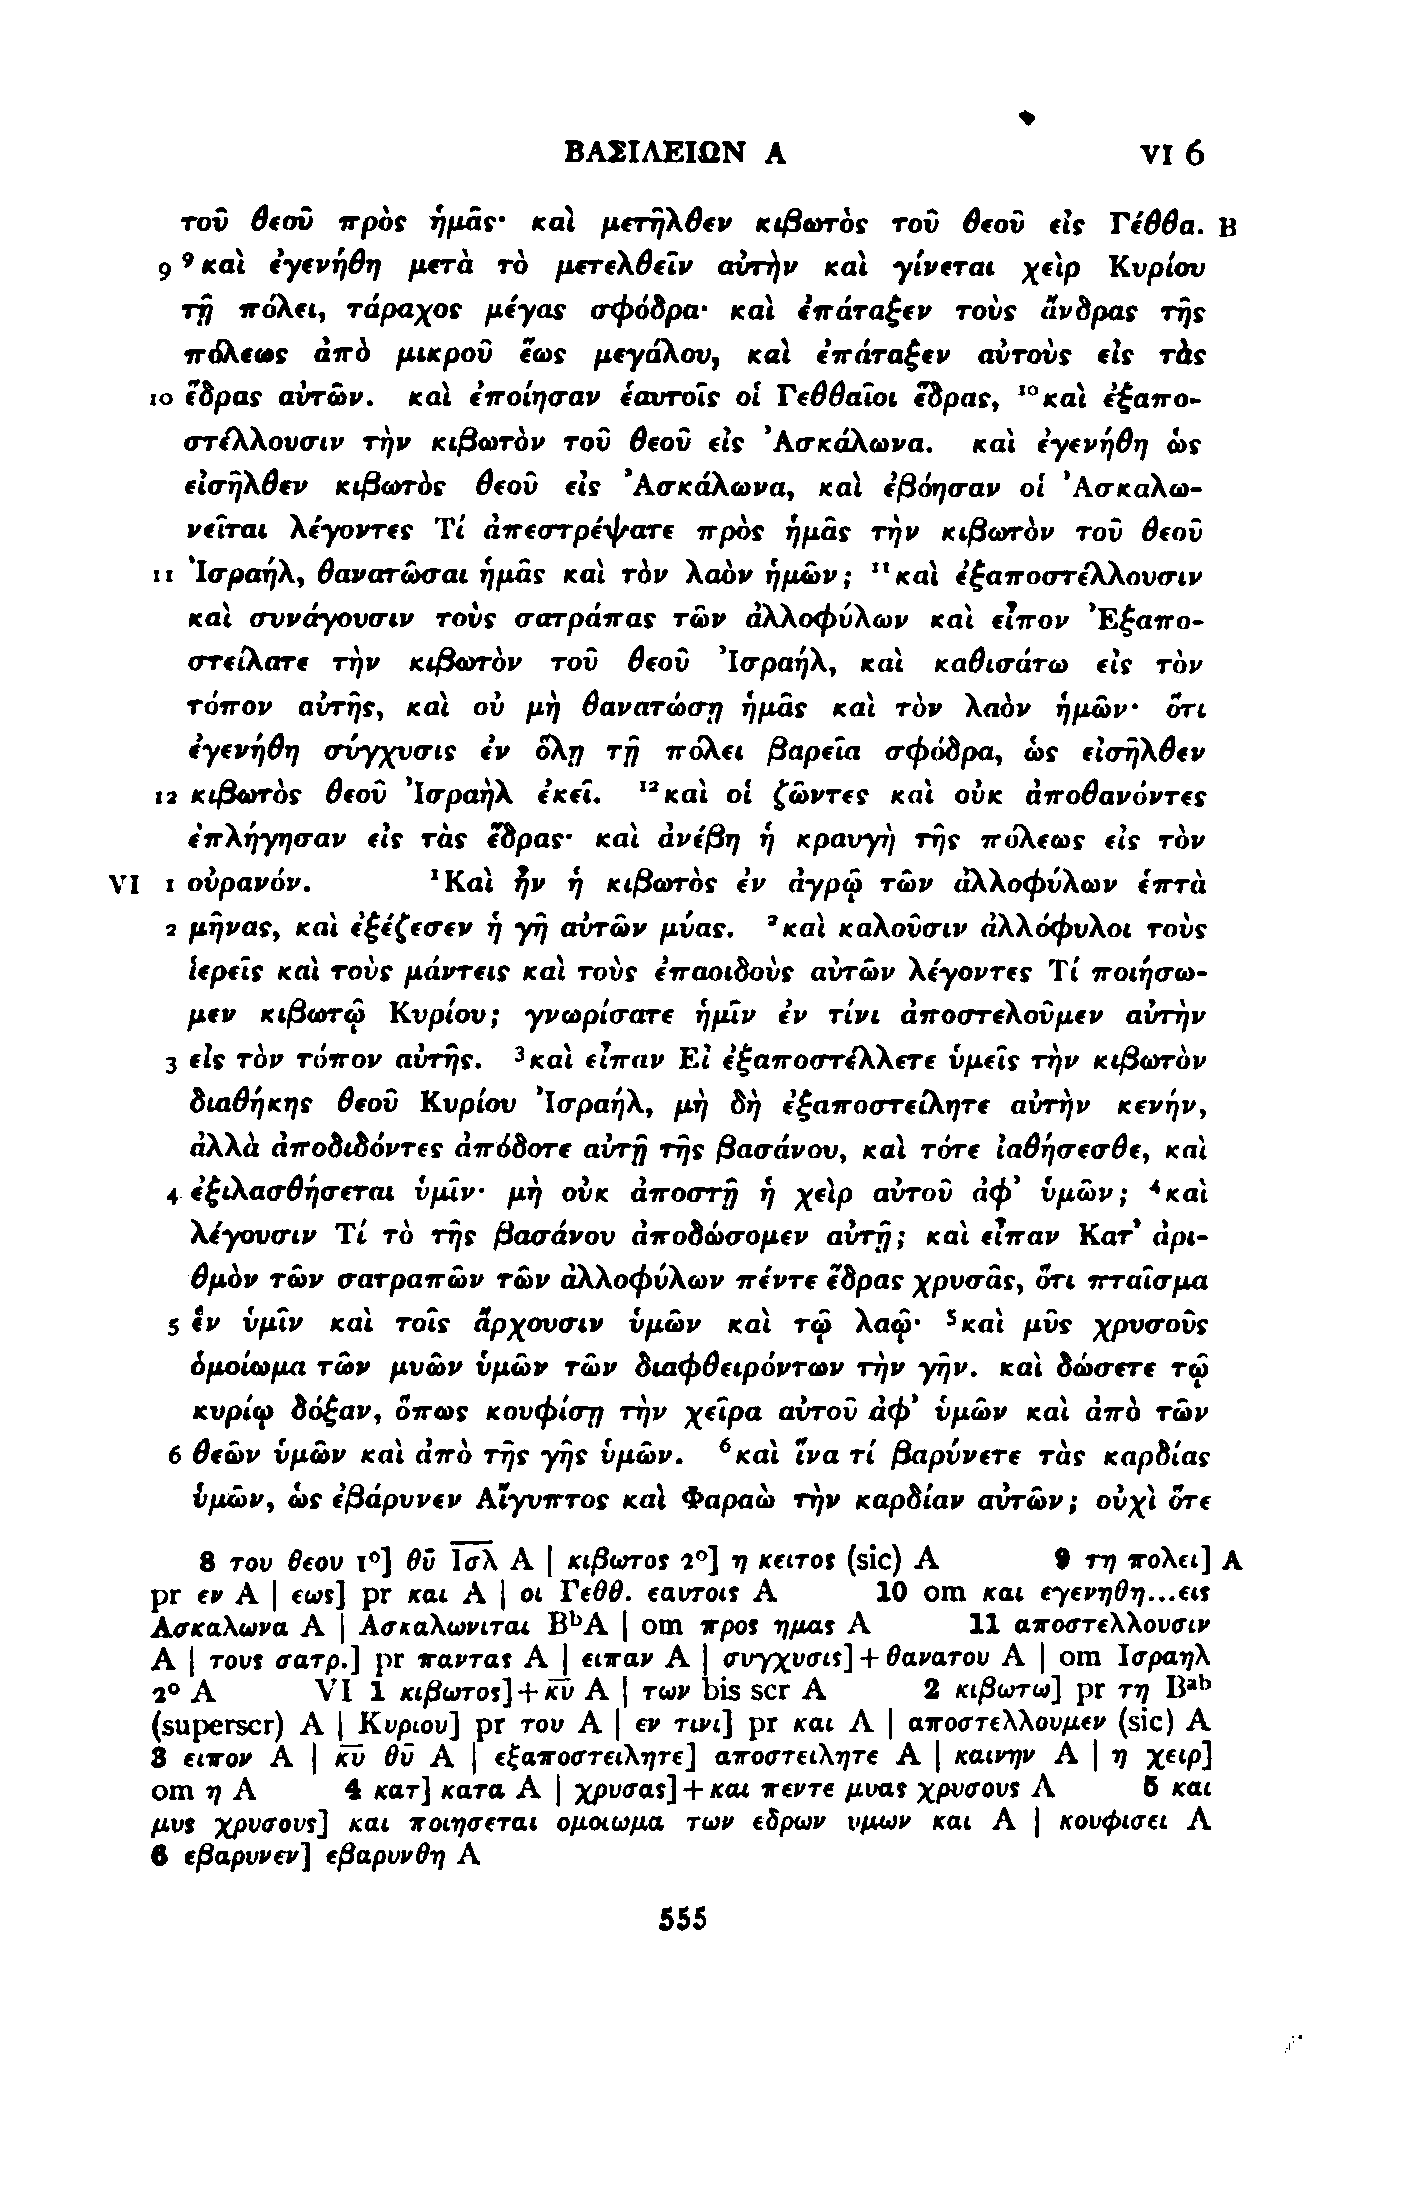 ΒΑΣΙΛΕΙΩΝ Α VI 6
τοῦ θεοῦ πρὸς ἡμᾶς· καὶ μετῆλθεν κιβωτὸς τοῦ θεοῦ εἰς Γέθθα. B
9 ⁹καὶ ἐγενήθη μετὰ τὸ μετελθεῖν αὐτὴν καὶ γίνεται χεὶρ Κυρίου
τῇ πόλει, τάραχος μέγας σφόδρα· καὶ ἐπάταξεν τοὺς ἄνδρας τῆς
πόλεως ἀπὸ μικροῦ ἕως μεγάλου, καὶ ἐπάταξεν αὐτοὺς εἰς τὰς
10 ἕδρας αὐτῶν. καὶ ἐποίησαν ἑαυτοῖς οἱ Γεθθαῖοι ἕδρας, ¹⁰καὶ ἐξαπο-
στέλλουσιν τὴν κιβωτὸν τοῦ θεοῦ εἰς Ἀσκάλωνα. καὶ ἐγενήθη ὡς
εἰσῆλθεν κιβωτὸς θεοῦ εἰς Ἀσκάλωνα, καὶ ἐβόησαν οἱ Ἀσκαλω-
νεῖται λέγοντες Τί ἀπεστρέψατε πρὸς ἡμᾶς τὴν κιβωτὸν τοῦ θεοῦ
11 Ἰσραήλ, θανατῶσαι ἡμᾶς καὶ τὸν λαὸν ἡμῶν; ¹¹καὶ ἐξαποστέλλουσιν
καὶ συνάγουσιν τοὺς σατράπας τῶν ἀλλοφύλων καὶ εἶπον Ἐξαπο-
στείλατε τὴν κιβωτὸν τοῦ θεοῦ Ἰσραήλ, καὶ καθισάτω εἰς τὸν
τόπον αὐτῆς, καὶ οὐ μὴ θανατώσῃ ἡμᾶς καὶ τὸν λαὸν ἡμῶν· ὅτι
ἐγενήθη σύγχυσις ἐν ὅλῃ τῇ πόλει βαρεῖα σφόδρα, ὡς εἰσῆλθεν
12 κιβωτὸς θεοῦ Ἰσραὴλ ἐκεῖ. ¹²καὶ οἱ ζῶντες καὶ οὐκ ἀποθανόντες
ἐπλήγησαν εἰς τὰς ἕδρας· καὶ ἀνέβη ἡ κραυγὴ τῆς πόλεως εἰς τὸν
VI 1 οὐρανόν. ¹Καὶ ἦν ἡ κιβωτὸς ἐν ἀγρῷ τῶν ἀλλοφύλων ἑπτὰ
2 μῆνας, καὶ ἐξέζεσεν ἡ γῆ αὐτῶν μύας. ²καὶ καλοῦσιν ἀλλόφυλοι τοὺς
ἱερεῖς καὶ τοὺς μάντεις καὶ τοὺς ἐπαοιδοὺς αὐτῶν λέγοντες Τί ποιήσω-
μεν κιβωτῷ Κυρίου; γνωρίσατε ἡμῖν ἐν τίνι ἀποστελοῦμεν αὐτὴν
3 εἰς τὸν τόπον αὐτῆς. ³καὶ εἶπαν Εἰ ἐξαποστέλλετε ὑμεῖς τὴν κιβωτὸν
διαθήκης θεοῦ Κυρίου Ἰσραήλ, μὴ δὴ ἐξαποστείλητε αὐτὴν κενήν,
ἀλλὰ ἀποδιδόντες ἀπόδοτε αὐτῇ τῆς βασάνου, καὶ τότε ἰαθήσεσθε, καὶ
4 ἐξιλασθήσεται ὑμῖν· μὴ οὐκ ἀποστῇ ἡ χεὶρ αὐτοῦ ἀφ’ ὑμῶν; ⁴καὶ
λέγουσιν Τί τὸ τῆς βασάνου ἀποδώσομεν αὐτῇ; καὶ εἶπαν Κατ’ ἀρι-
θμὸν τῶν σατραπῶν τῶν ἀλλοφύλων πέντε ἕδρας χρυσᾶς, ὅτι πταῖσμα
5 ἐν ὑμῖν καὶ τοῖς ἄρχουσιν ὑμῶν καὶ τῷ λαῷ· ⁵καὶ μῦς χρυσοῦς
ὁμοίωμα τῶν μυῶν ὑμῶν τῶν διαφθειρόντων τὴν γῆν. καὶ δώσετε τῷ
κυρίῳ δόξαν, ὅπως κουφίσῃ τὴν χεῖρα αὐτοῦ ἀφ’ ὑμῶν καὶ ἀπὸ τῶν
6 θεῶν ὑμῶν καὶ ἀπὸ τῆς γῆς ὑμῶν. ⁶καὶ ἵνα τί βαρύνετε τὰς καρδίας
ὑμῶν, ὡς ἐβάρυνεν Αἴγυπτος καὶ Φαραὼ τὴν καρδίαν αὐτῶν; οὐχὶ ὅτε
8 του θεου 1°] θ̅υ̅ Ι̅σ̅λ̅ A | κιβωτος 2°] η κειτος (sic) A 9 τη πολει] A
pr εν A | εως] pr και A | οι Γεθθ. εαυτοις A 10 om και εγενηθη...εις
Ασκαλωνα A | Ασκαλωνιται BᵇA | om προς ημας A 11 αποστελλουσιν
A | τους σατρ.] pr παντας A | ειπαν A | συγχυσις] + θανατου A | om Ισραηλ
2° A VI 1 κιβωτος] + κ̅υ̅ A | των bis scr A 2 κιβωτω] pr τη Bᵃᵇ
(superscr) A | Κυριου] pr του A | εν τινι] pr και A | αποστελλουμεν (sic) A
3 ειπον A | κ̅υ̅ θ̅υ̅ A | εξαποστειλητε] αποστειλητε A | καινην A | η χειρ]
om η A 4 κατ] κατα A | χρυσας] + και πεντε μυας χρυσους A 5 και
μυς χρυσους] και ποιησεται ομοιωμα των εδρων υμων και A | κουφισει A
6 εβαρυνεν] εβαρυνθη A
555